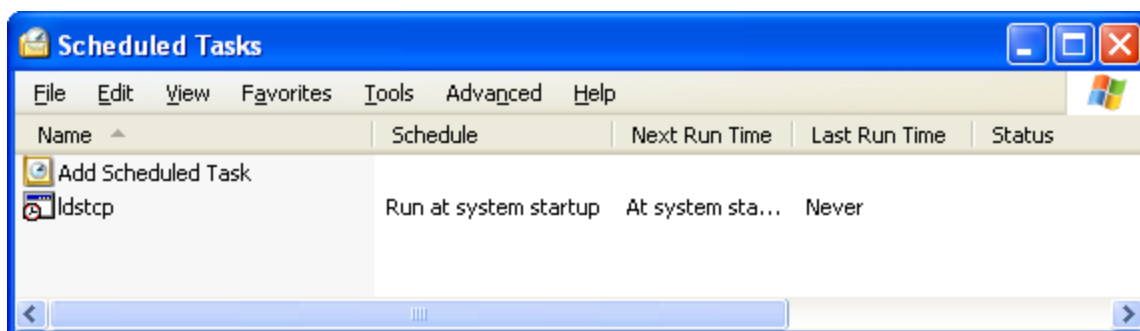 Scheduled Tasks
File Edit View Favorites Tools Advanced Help
Name Schedule Next Run Time Last Run Time Status
Add Scheduled Task
ldstcp Run at system startup At system sta... Never